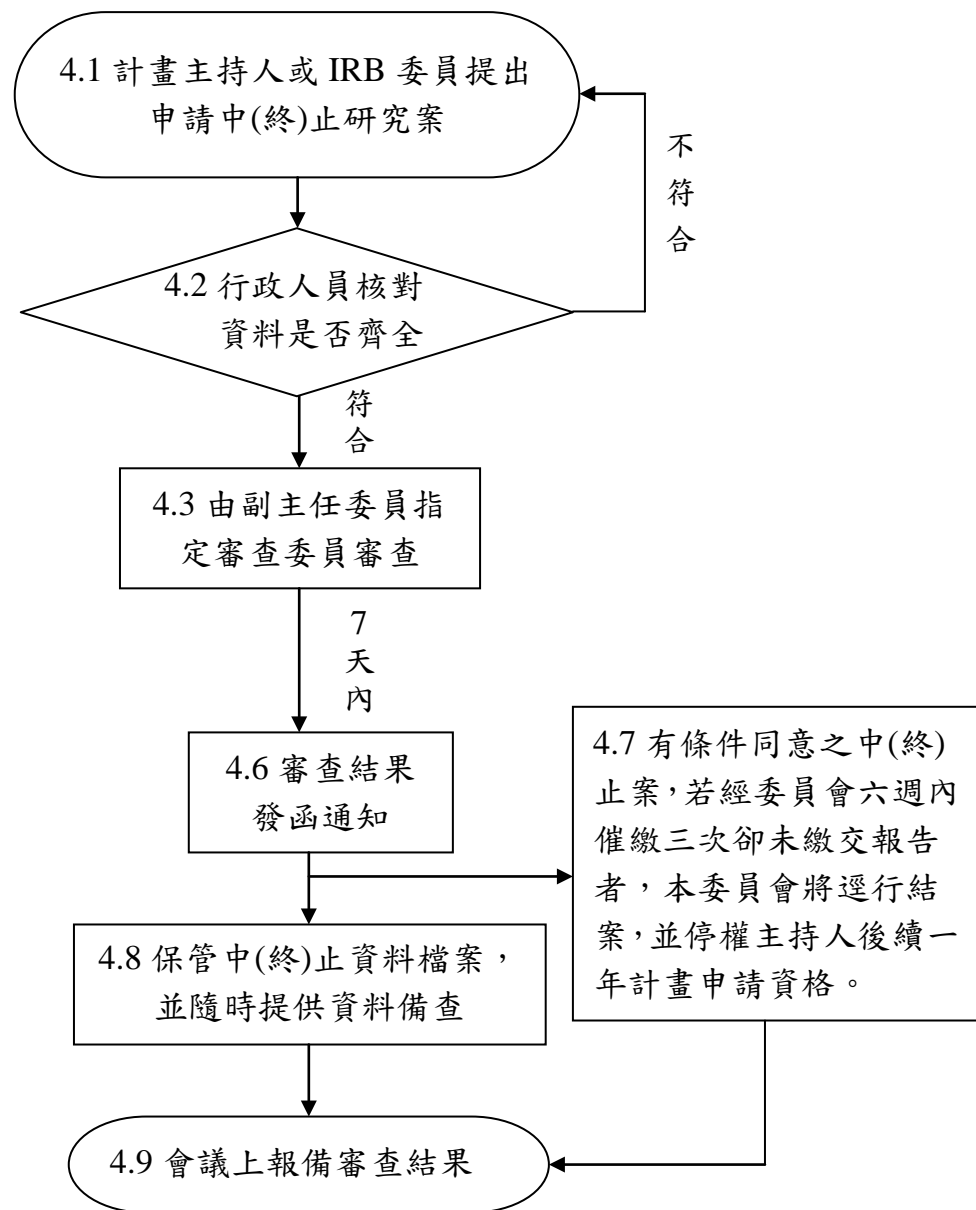 4.1 計畫主持人或 IRB 委員提出
申請中(終)止研究案
不
符
合
4.2 行政人員核對
資料是否齊全
符
合
4.3 由副主任委員指
定審查委員審查
7
天
內
4.6 審查結果
發函通知
4.7 有條件同意之中(終)
止案，若經委員會六週內
催繳三次卻未繳交報告
者，本委員會將逕行結
案，並停權主持人後續一
年計畫申請資格。
4.8 保管中(終)止資料檔案，
並隨時提供資料備查
4.9 會議上報備審查結果